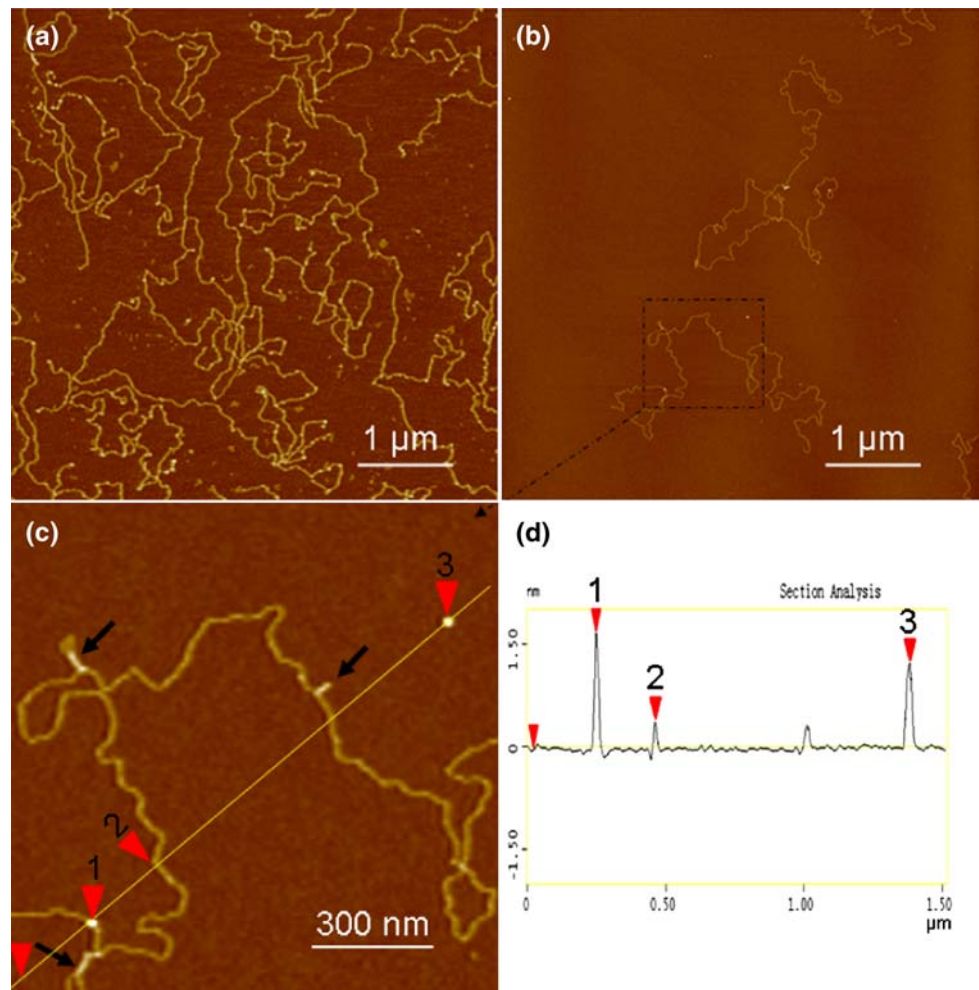 (a)
1 µm
(b)
1 µm
(c)
3
2
1
300 nm
(d)
nm
Section Analysis
1
2
3
1.50
0
-1.50
0
0.50
1.00
1.50
µm